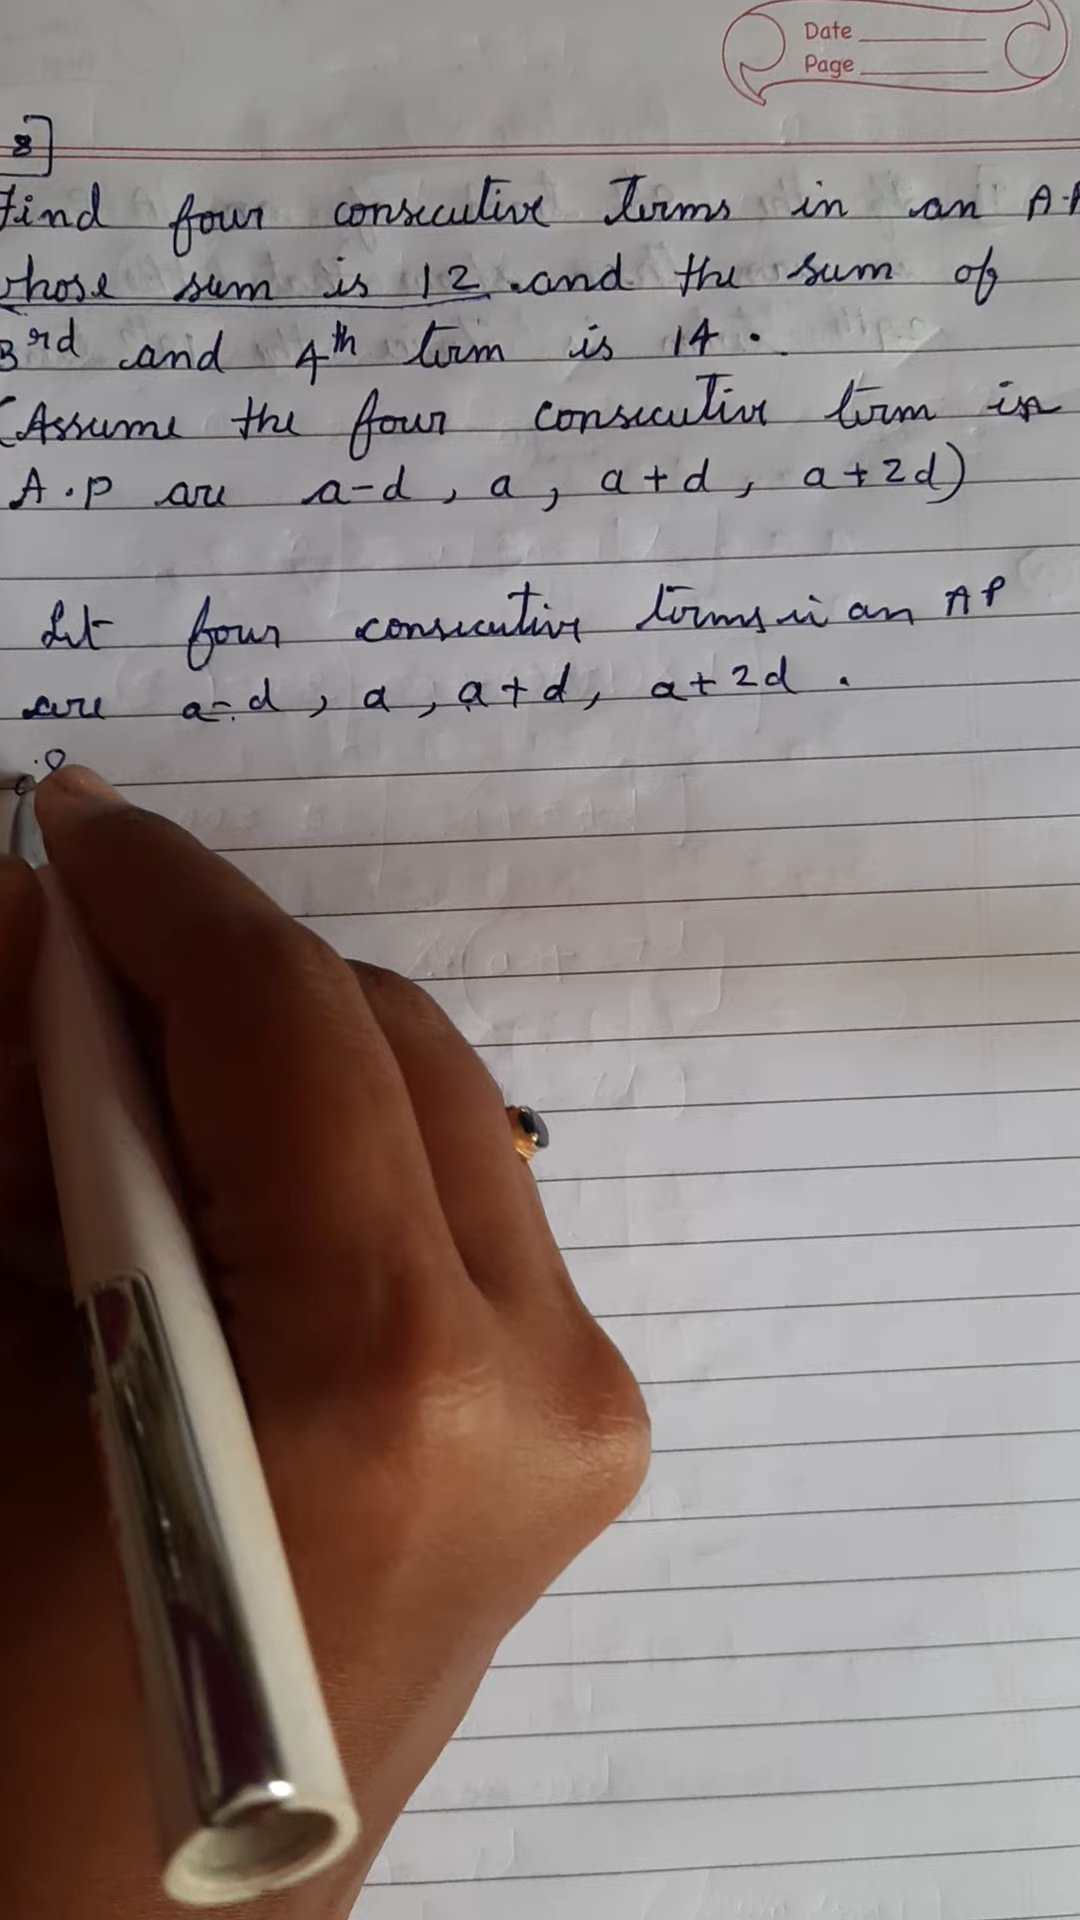 Date
Page
8]
find four consecutive Terms in an A.P
whose sum is 12 and the sum of
3rd and 4th term is 14.
(Assume the four consecutive term in
A.P are a-d, a, a+d, a+2d)
Let four consecutive terms in an AP
are a-d, a, a+d, a+2d.